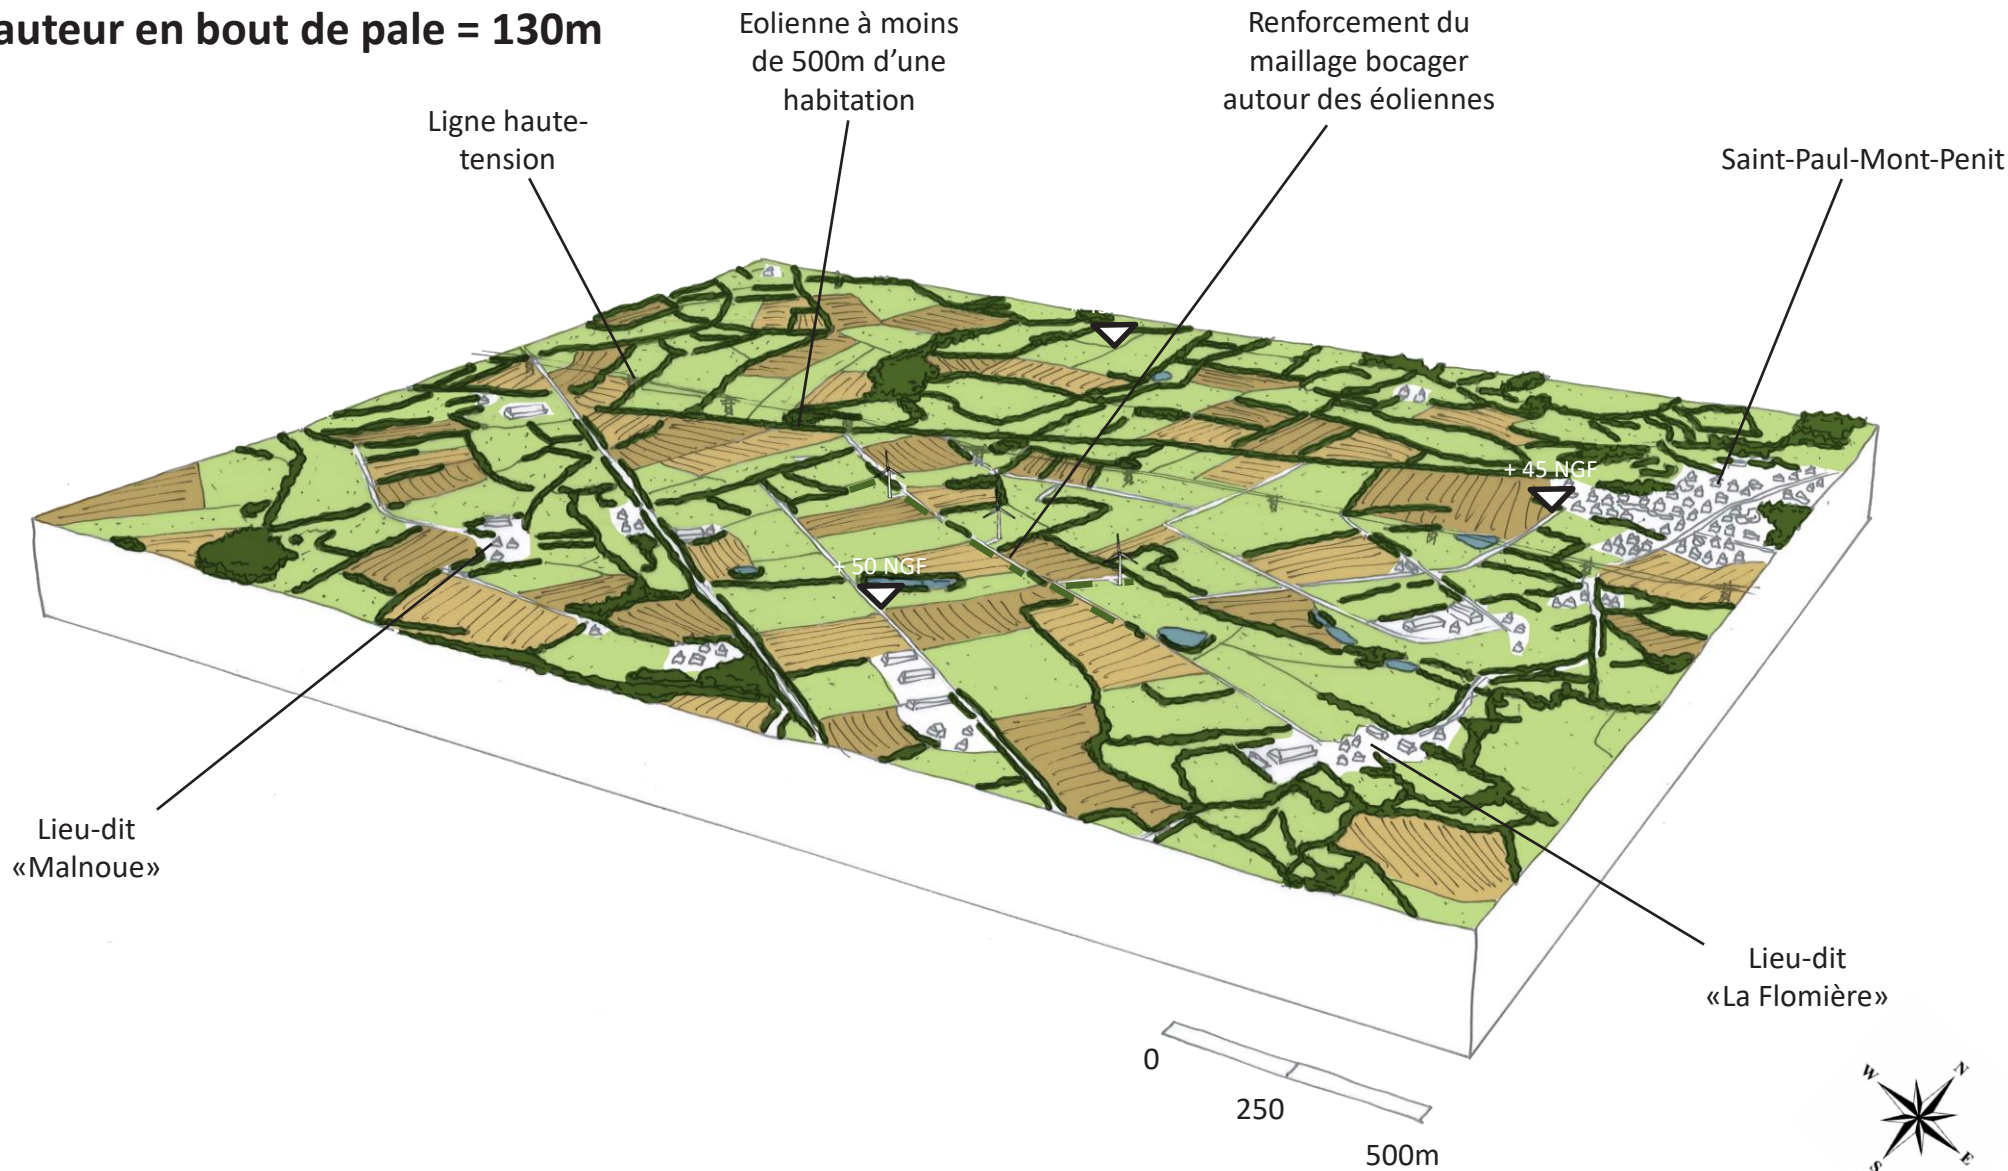 auteur en bout de pale = 130m
Eolienne à moins
de 500m d’une
habitation
Renforcement du
maillage bocager
autour des éoliennes
Ligne haute-
tension
Saint-Paul-Mont-Penit
+ 45 NGF
+ 50 NGF
Lieu-dit
«Malnoue»
Lieu-dit
«La Flomière»
0
250
500m
W
N
S
E